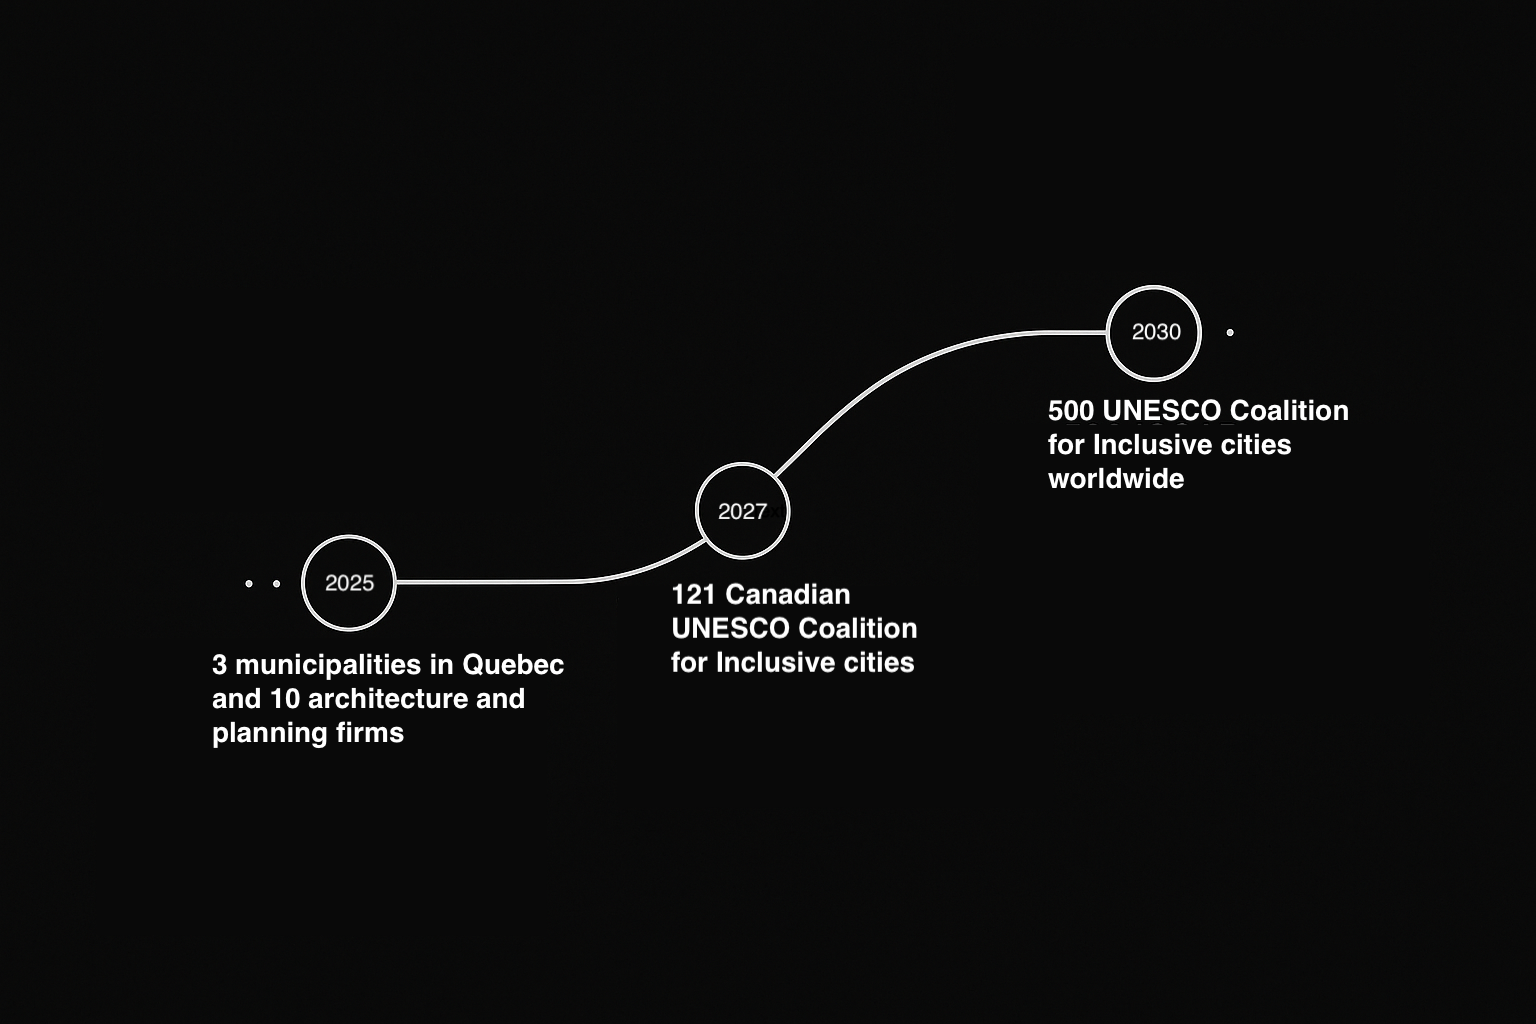 2025
3 municipalities in Quebec
and 10 architecture and
planning firms
2027
121 Canadian
UNESCO Coalition
for Inclusive cities
2030
500 UNESCO Coalition
for Inclusive cities
worldwide